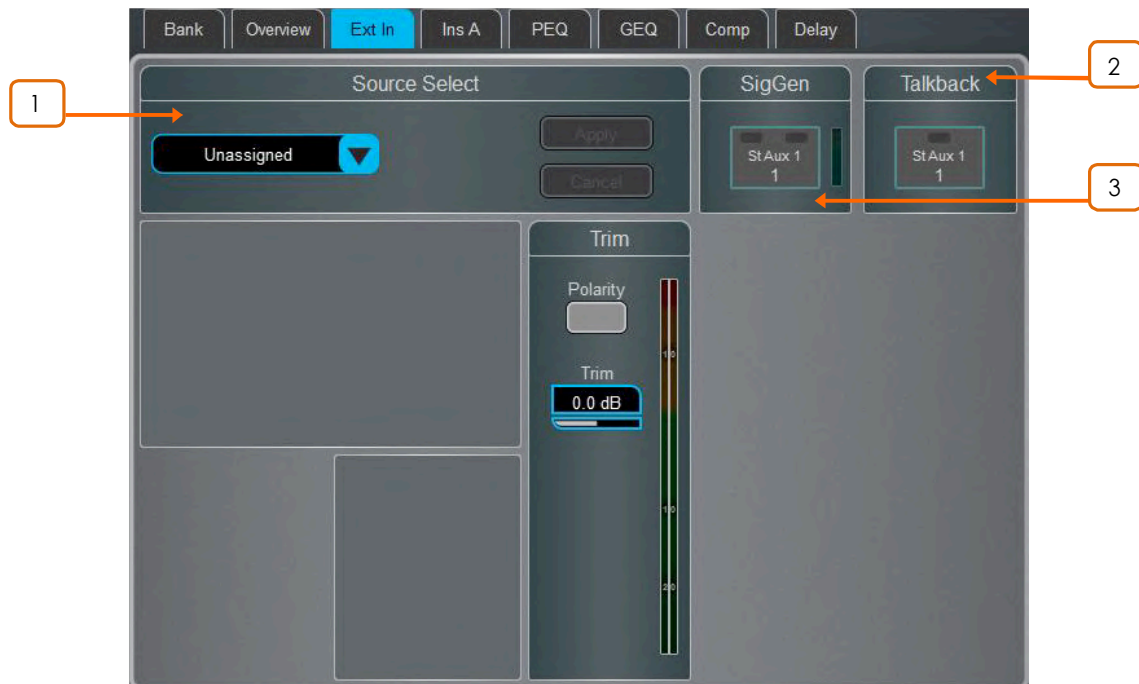 Bank Overview Ext In Ins A PEQ GEQ Comp Delay
1
Source Select
Unassigned
Apply
Cancel
SigGen
St Aux 1
1
Talkback
St Aux 1
1
2
3
Trim
Polarity
Trim
0.0 dB